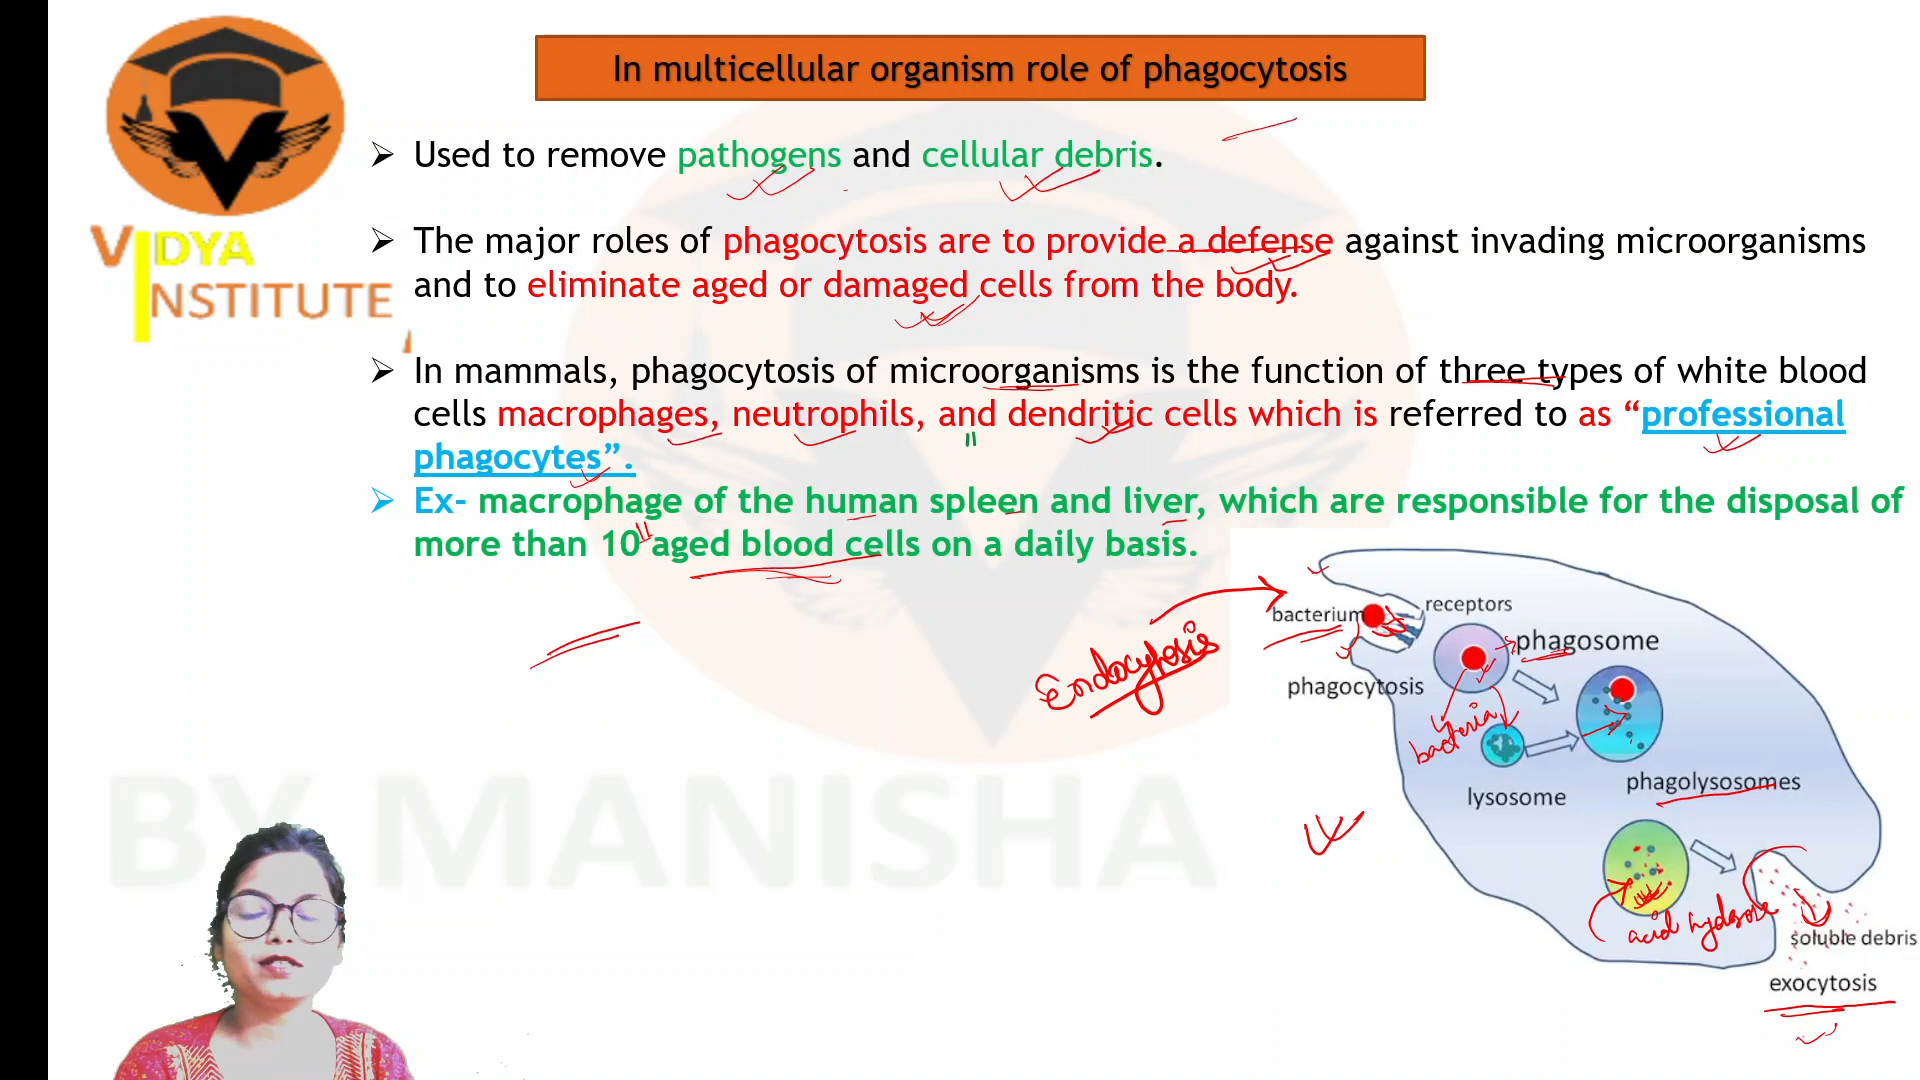 In multicellular organism role of phagocytosis
VIDYA
INSTITUTE
➢ Used to remove pathogens and cellular debris.
➢ The major roles of phagocytosis are to provide a defense against invading microorganisms
and to eliminate aged or damaged cells from the body.
➢ In mammals, phagocytosis of microorganisms is the function of three types of white blood
cells macrophages, neutrophils, and dendritic cells which is referred to as “professional
phagocytes”.
➢ Ex- macrophage of the human spleen and liver, which are responsible for the disposal of
more than 10 11 aged blood cells on a daily basis.
Endocytosis
bacterium
receptors
phagosome
phagocytosis
bacteria
lysosome
phagolysosomes
acid hydrolase
soluble debris
exocytosis
BY MANISHA